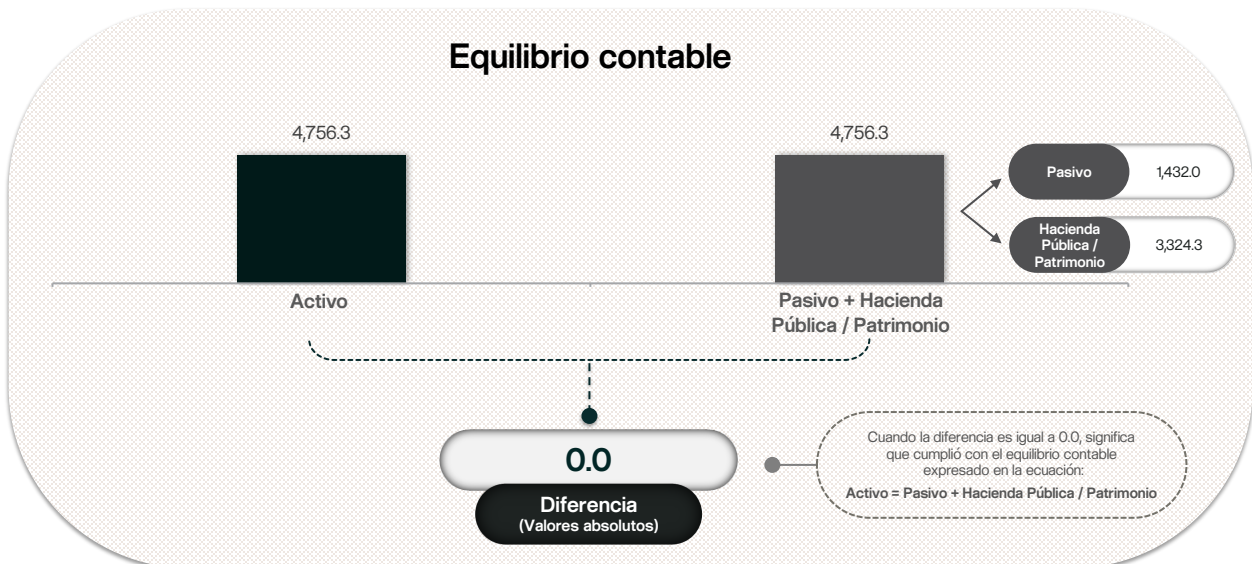 Equilibrio contable
4,756.3
4,756.3
Pasivo
1,432.0
Hacienda
Pública /
Patrimonio
3,324.3
Activo
Pasivo + Hacienda
Pública / Patrimonio
0.0
Diferencia
(Valores absolutos)
Cuando la diferencia es igual a 0.0, significa
que cumplió con el equilibrio contable
expresado en la ecuación:
Activo = Pasivo + Hacienda Pública / Patrimonio